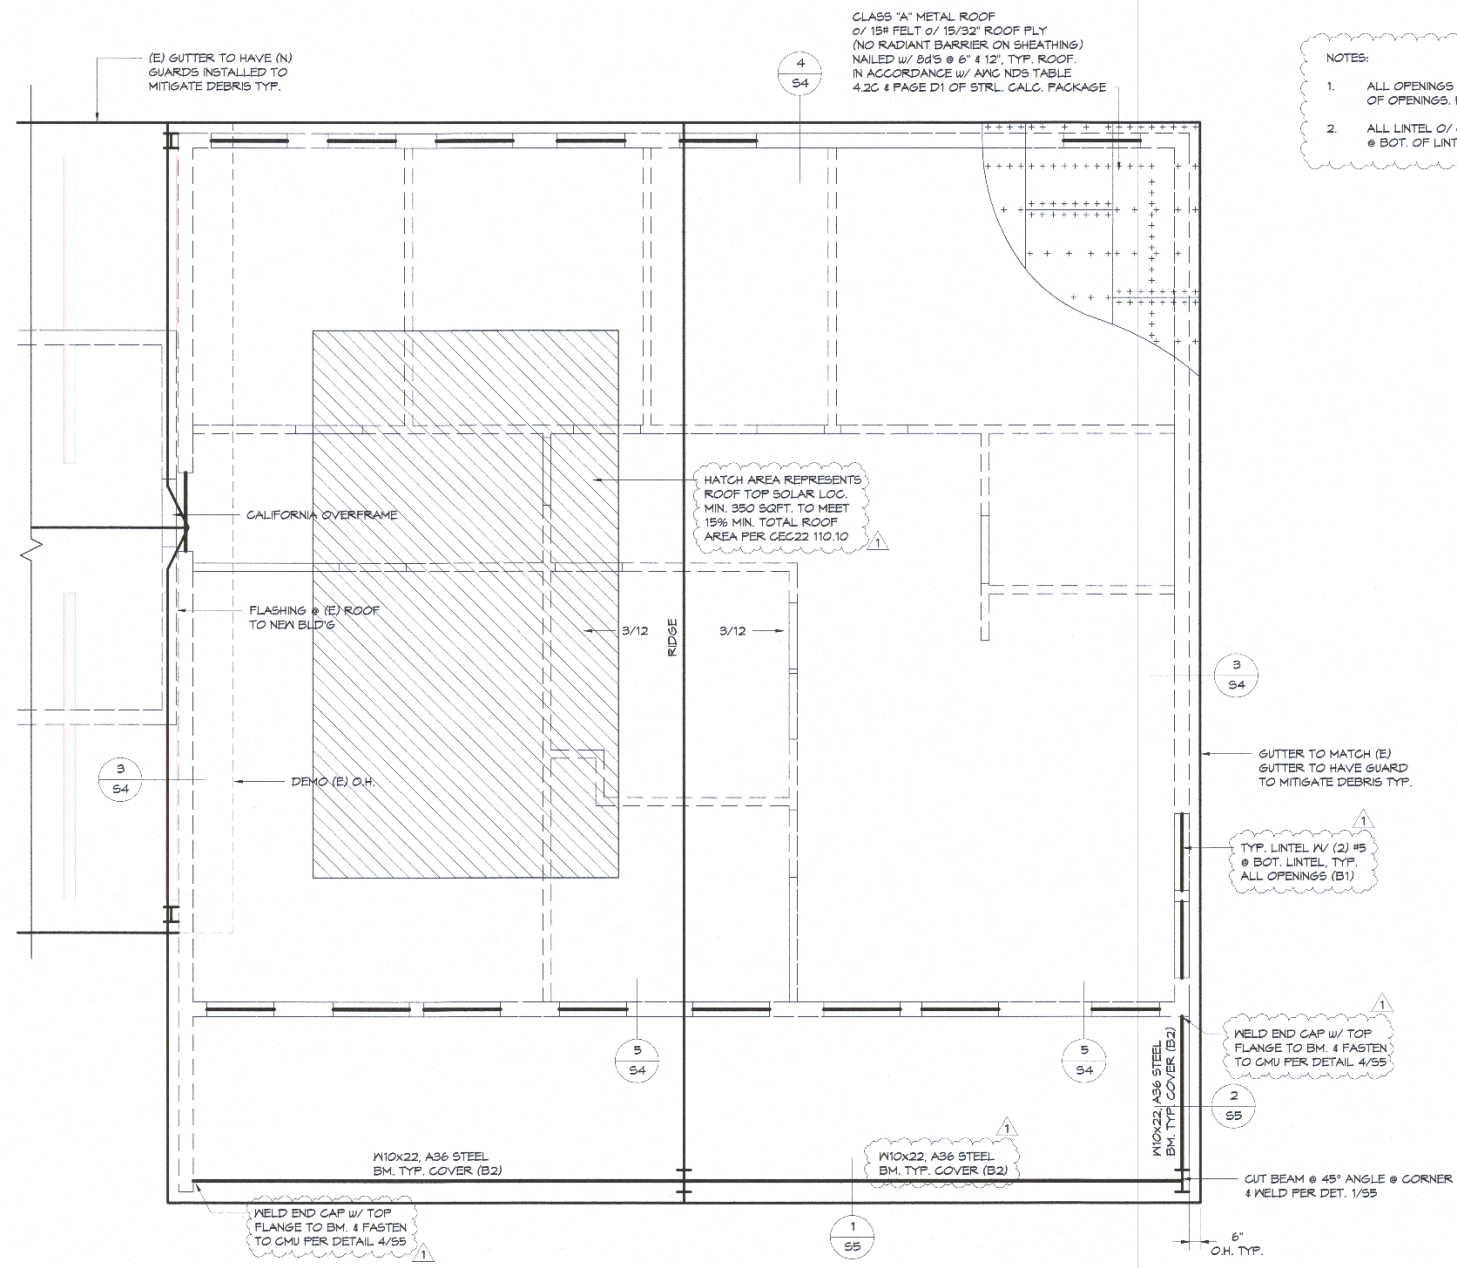 CLASS "A" METAL ROOF
O/ 15# FELT O/ 15/32" ROOF PLY
(NO RADIANT BARRIER ON SHEATHING)
NAILED W/ 8d'S @ 6" & 12", TYP. ROOF.
IN ACCORDANCE W/ AWC NDS TABLE
4.2C & PAGE D1 OF STRL. CALC. PACKAGE
(E) GUTTER TO HAVE (N)
GUARDS INSTALLED TO
MITIGATE DEBRIS TYP.
4
S4
NOTES:
1. ALL OPENINGS
OF OPENINGS.
2. ALL LINTEL O/
@ BOT. OF LINT
HATCH AREA REPRESENTS
ROOF TOP SOLAR LOC.
MIN. 350 SQFT. TO MEET
15% MIN. TOTAL ROOF
AREA PER CEC22 110.10
1
CALIFORNIA OVERFRAME
FLASHING @ (E) ROOF
TO NEW BLD'G
3/12
RIDGE
3/12
3
S4
GUTTER TO MATCH (E)
GUTTER TO HAVE GUARD
TO MITIGATE DEBRIS TYP.
3
S4
DEMO (E) O.H.
1
TYP. LINTEL W/ (2) #5
@ BOT. LINTEL, TYP.
ALL OPENINGS (B1)
1
WELD END CAP W/ TOP
FLANGE TO BM. & FASTEN
TO CMU PER DETAIL 4/S5
5
S4
5
S4
W10x22, A36 STEEL
BM. TYP. COVER (B2)
2
S5
W10x22, A36 STEEL
BM. TYP. COVER (B2)
1
W10x22, A36 STEEL
BM. TYP. COVER (B2)
CUT BEAM @ 45° ANGLE @ CORNER
& WELD PER DET. 1/S5
WELD END CAP W/ TOP
FLANGE TO BM. & FASTEN
TO CMU PER DETAIL 4/S5
1
1
S5
6"
O.H. TYP.